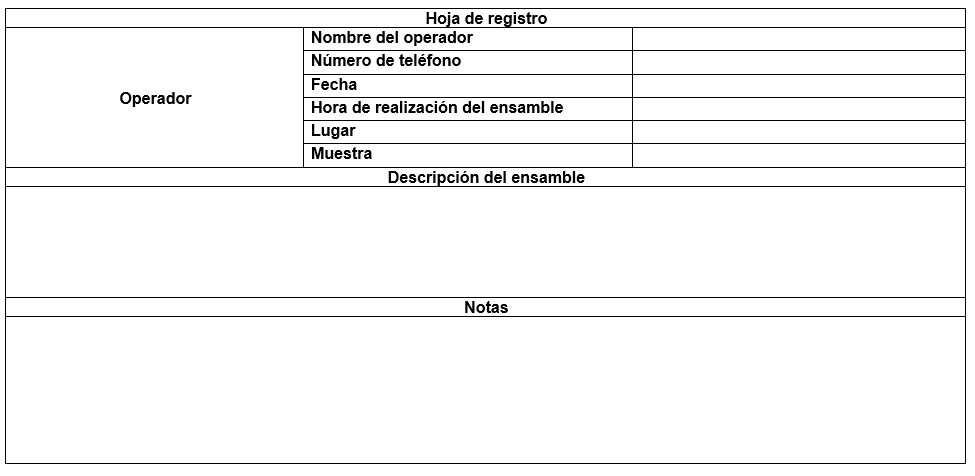 Hoja de registro
Operador
Nombre del operador
Número de teléfono
Fecha
Hora de realización del ensamble
Lugar
Muestra
Descripción del ensamble
Notas